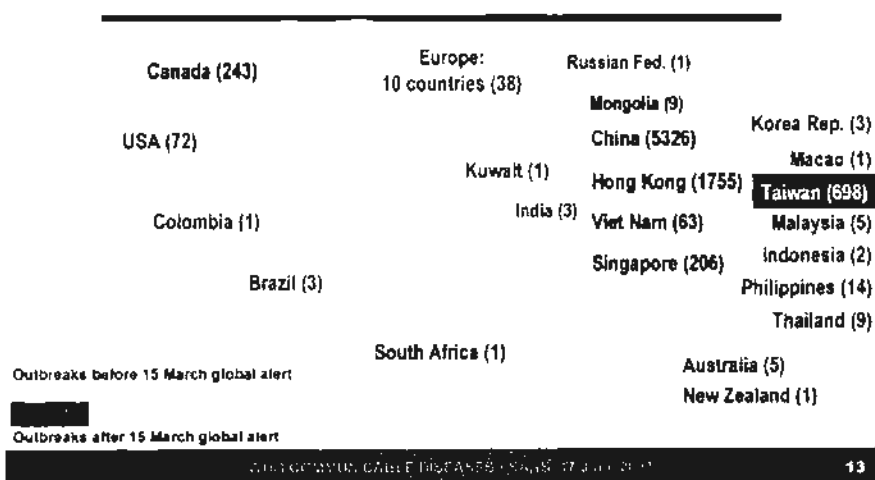 Canada (243)
Europe:
10 countries (38)
Russian Fed. (1)
Mongolia (9)
Korea Rep. (3)
USA (72)
China (5326)
Macao (1)
Kuwait (1)
Hong Kong (1755)
Taiwan (698)
Colombia (1)
India (3)
Viet Nam (63)
Malaysia (5)
Singapore (206)
Indonesia (2)
Brazil (3)
Philippines (14)
Thailand (9)
South Africa (1)
Australia (5)
New Zealand (1)
Outbreaks before 15 March global alert
Outbreaks after 15 March global alert
DISEASES
13